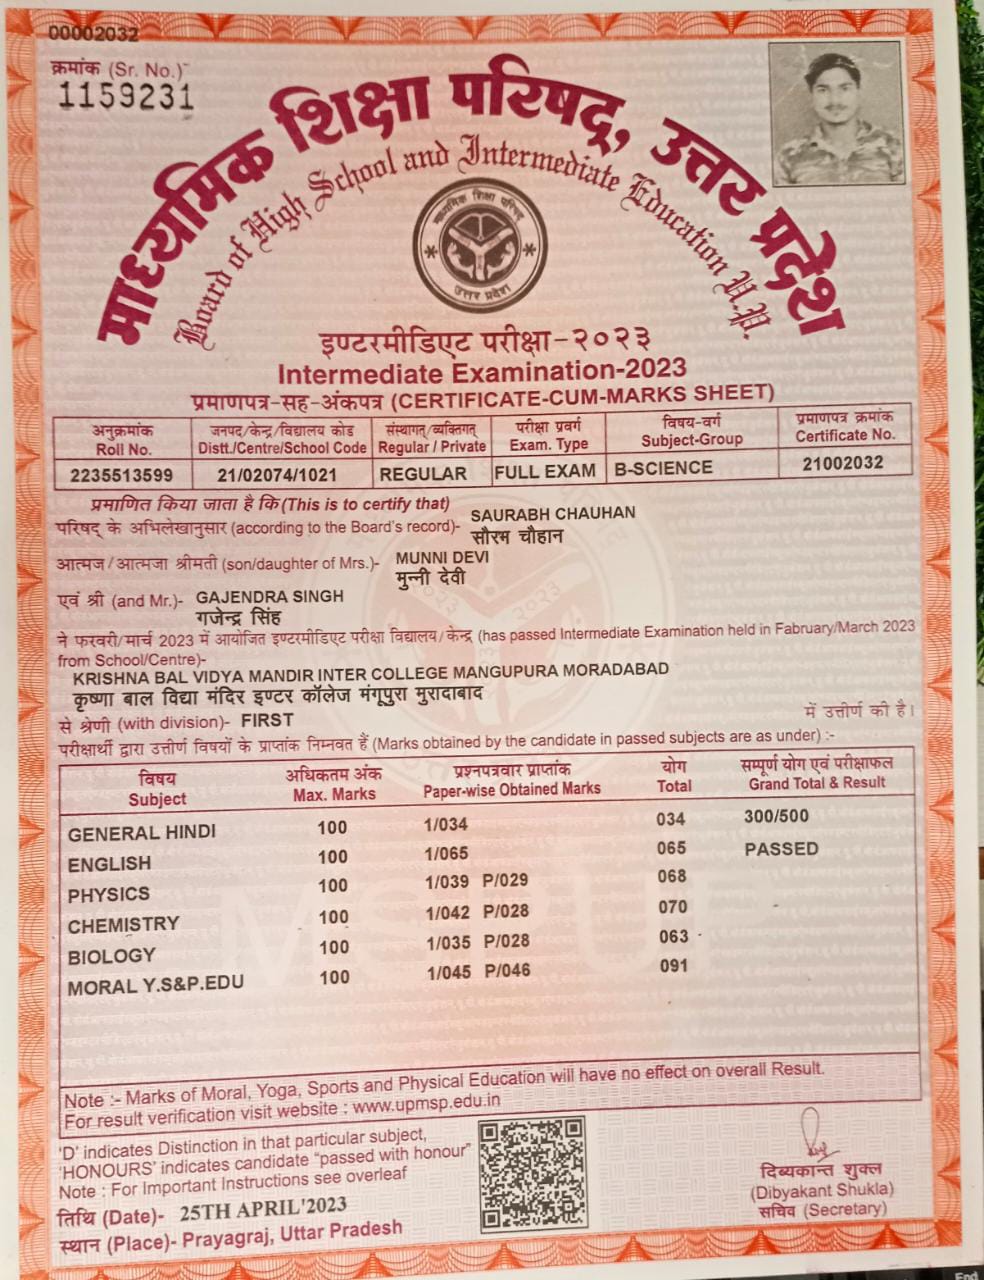 00002032
क्रमांक (Sr. No.)
1159231
माध्यमिक शिक्षा परिषद्, उत्तर प्रदेश
Board of High School and Intermediate Education U.P.
माध्यमिक शिक्षा परिषद्
उत्तर प्रदेश
इण्टरमीडिएट परीक्षा-२०२३
Intermediate Examination-2023
प्रमाणपत्र-सह-अंकपत्र (CERTIFICATE-CUM-MARKS SHEET)
अनुक्रमांक जनपद/केन्द्र/विद्यालय कोड संस्थागत्/व्यक्तिगत् परीक्षा प्रवर्ग विषय-वर्ग प्रमाणपत्र क्रमांक
Roll No. Distt./Centre/School Code Regular / Private Exam. Type Subject-Group Certificate No.
2235513599 21/02074/1021 REGULAR FULL EXAM B-SCIENCE 21002032
प्रमाणित किया जाता है कि (This is to certify that)
परिषद् के अभिलेखानुसार (according to the Board's record)- SAURABH CHAUHAN
सौरभ चौहान
आत्मज/आत्मजा श्रीमती (son/daughter of Mrs.)- MUNNI DEVI
मुन्नी देवी
एवं श्री (and Mr.)- GAJENDRA SINGH
गजेन्द्र सिंह
ने फरवरी/मार्च 2023 में आयोजित इण्टरमीडिएट परीक्षा विद्यालय/केन्द्र (has passed Intermediate Examination held in Fabruary/March 2023
from School/Centre)-
KRISHNA BAL VIDYA MANDIR INTER COLLEGE MANGUPURA MORADABAD
कृष्णा बाल विद्या मंदिर इण्टर कॉलेज मंगूपुरा मुरादाबाद
से श्रेणी (with division)- FIRST में उत्तीर्ण की है।
परीक्षार्थी द्वारा उत्तीर्ण विषयों के प्राप्तांक निम्नवत हैं (Marks obtained by the candidate in passed subjects are as under) :-
विषय अधिकतम अंक प्रश्नपत्रवार प्राप्तांक योग सम्पूर्ण योग एवं परीक्षाफल
Subject Max. Marks Paper-wise Obtained Marks Total Grand Total & Result
GENERAL HINDI 100 1/034 034 300/500
ENGLISH 100 1/065 065 PASSED
PHYSICS 100 1/039 P/029 068
CHEMISTRY 100 1/042 P/028 070
BIOLOGY 100 1/035 P/028 063
MORAL Y.S&P.EDU 100 1/045 P/046 091
Note :- Marks of Moral, Yoga, Sports and Physical Education will have no effect on overall Result.
For result verification visit website : www.upmsp.edu.in
'D' indicates Distinction in that particular subject,
'HONOURS' indicates candidate "passed with honour"
Note : For Important Instructions see overleaf
तिथि (Date)- 25TH APRIL'2023
स्थान (Place)- Prayagraj, Uttar Pradesh
दिब्यकान्त शुक्ल
(Dibyakant Shukla)
सचिव (Secretary)
End